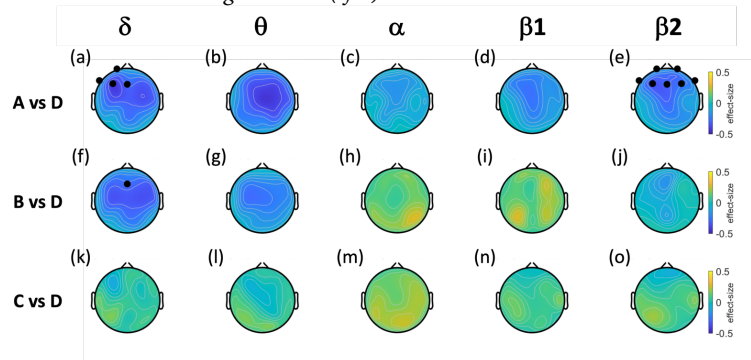 δ θ α β1 β2
(a) (b) (c) (d) (e)
A vs D
0.5
0
-0.5
effect-size
(f) (g) (h) (i) (j)
B vs D
0.5
0
-0.5
effect-size
(k) (l) (m) (n) (o)
C vs D
0.5
0
-0.5
effect-size